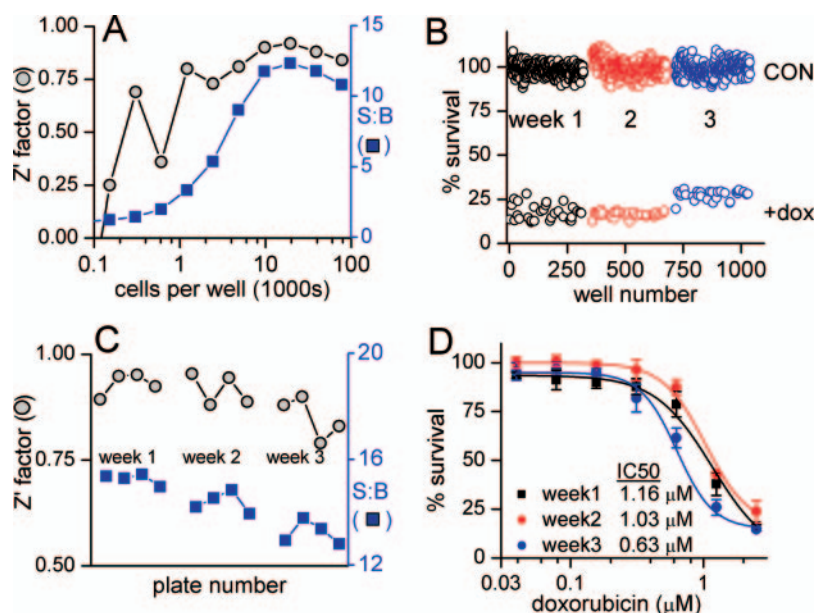 A
Z' factor (O)
1.00
0.75
0.50
0.25
0.00
15
10
5
0
S:B
(■)
0.1 1 10 100
cells per well (1000s)
B
% survival
100
75
50
25
0
CON
week 1 2 3
+dox
0 250 500 750 1000
well number
C
Z' factor (O)
1.00
0.75
0.50
20
16
12
S:B
(■)
week 1 week 2 week 3
plate number
D
% survival
100
75
50
25
0
IC50
week1 1.16 μM
week2 1.03 μM
week3 0.63 μM
0.03 0.1 1
doxorubicin (μM)